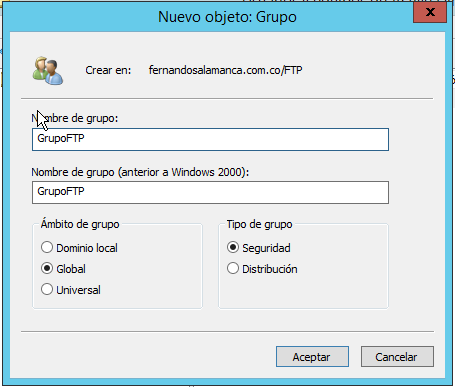 Nuevo objeto: Grupo
x
Crear en: fernandosalamanca.com.co/FTP
Nombre de grupo:
GrupoFTP
Nombre de grupo (anterior a Windows 2000):
GrupoFTP
Ámbito de grupo
Dominio local
Global
Universal
Tipo de grupo
Seguridad
Distribución
Aceptar
Cancelar